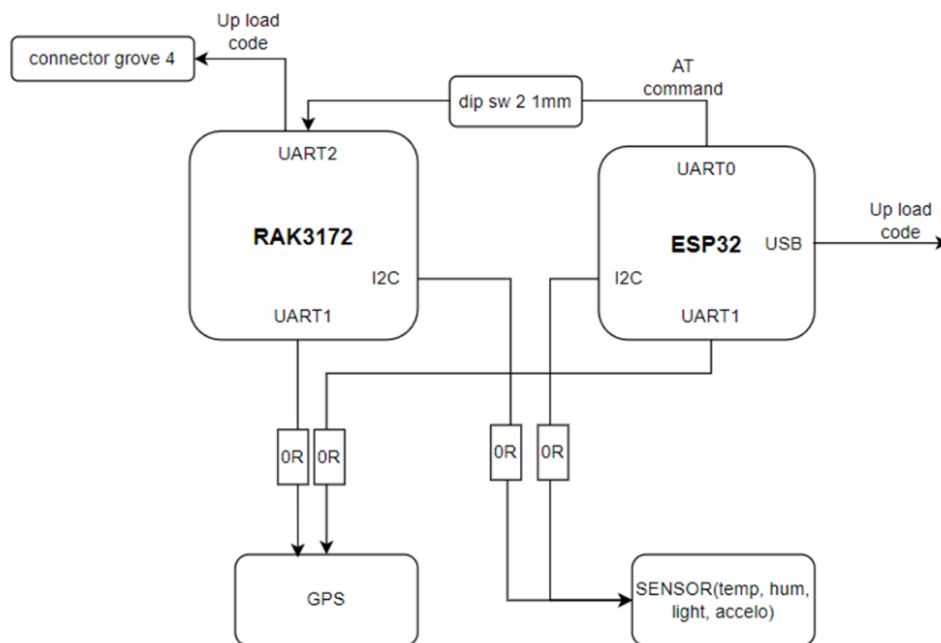 Up load
code
connector grove 4
AT
command
dip sw 2 1mm
UART2
UART0
RAK3172
ESP32
USB
Up load
code
I2C
I2C
UART1
UART1
0R
0R
0R
0R
GPS
SENSOR(temp, hum,
light, accelo)